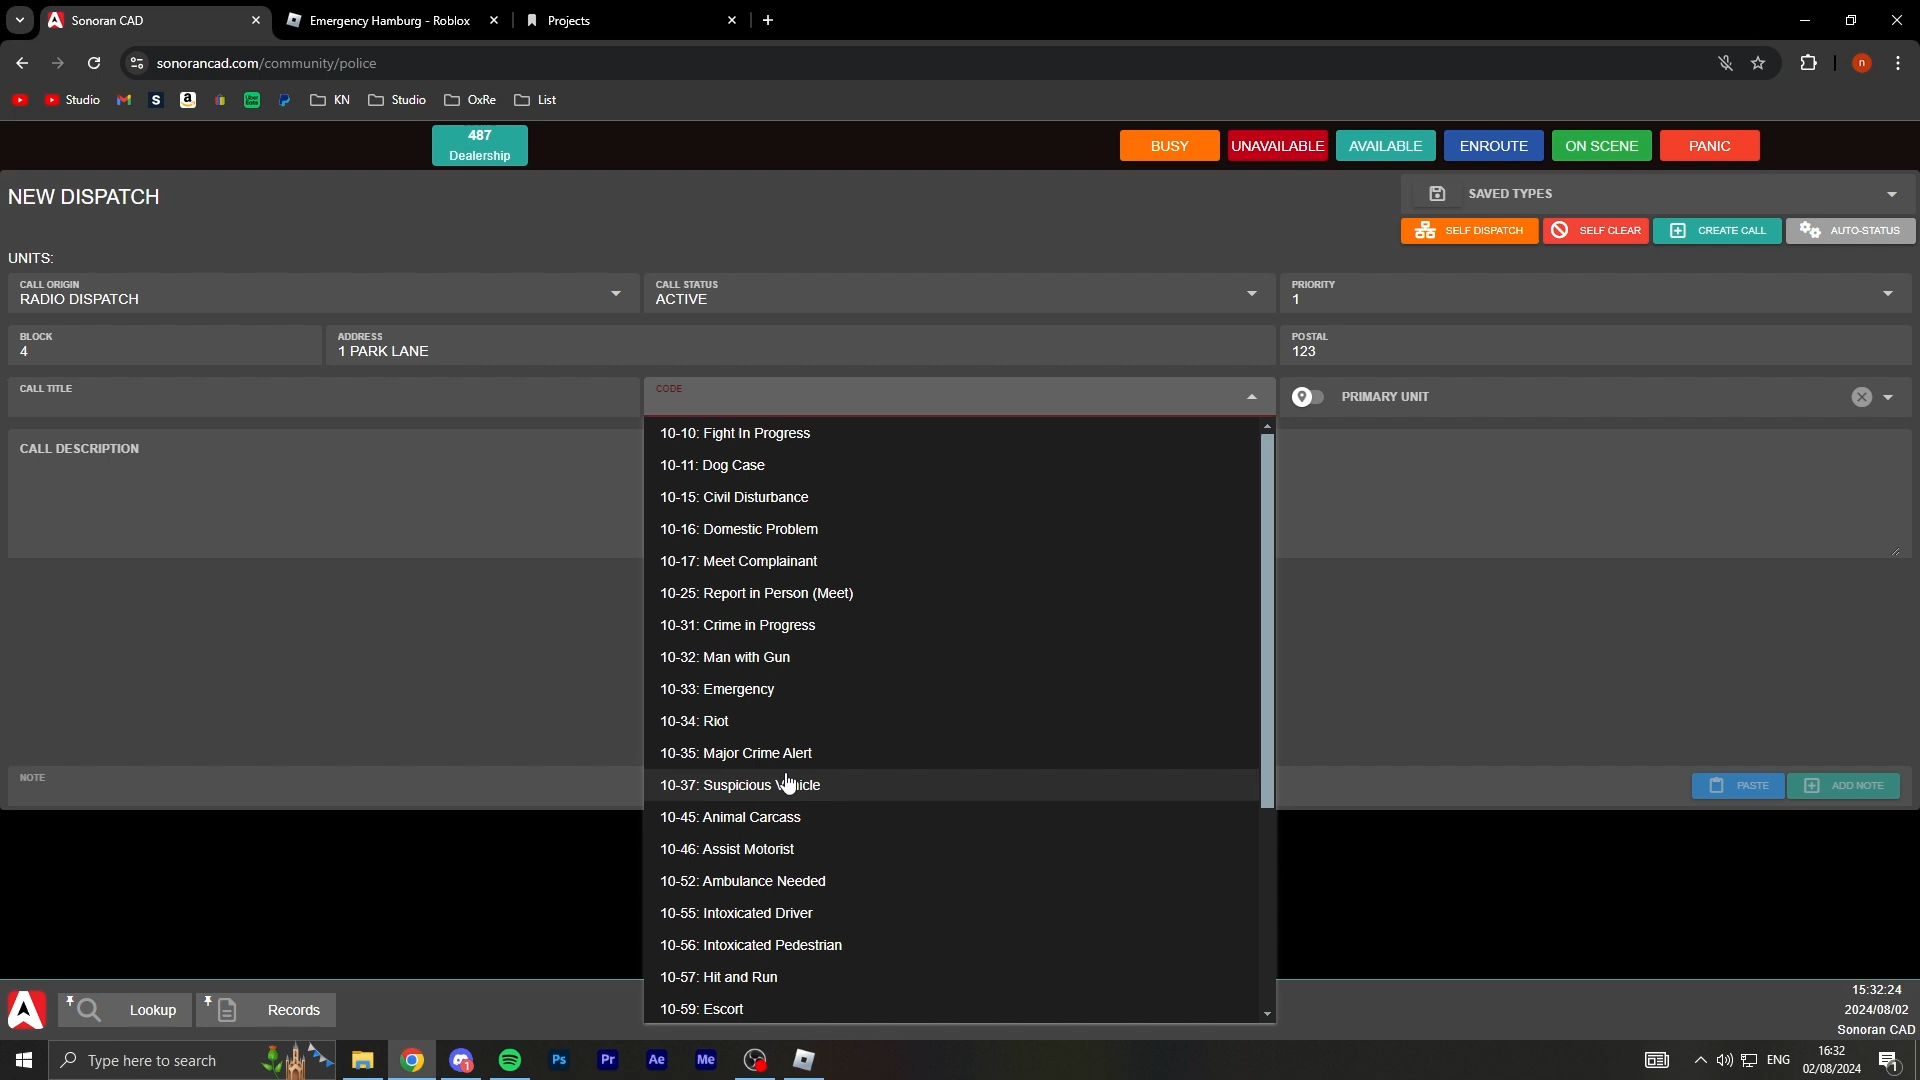 Sonoran CAD
Emergency Hamburg - Roblox
Projects
sonorancad.com/community/police
Studio
KN
Studio
OxRe
List
487
Dealership
BUSY
UNAVAILABLE
AVAILABLE
ENROUTE
ON SCENE
PANIC
NEW DISPATCH
SAVED TYPES
SELF DISPATCH
SELF CLEAR
CREATE CALL
AUTO-STATUS
UNITS:
CALL ORIGIN
RADIO DISPATCH
CALL STATUS
ACTIVE
PRIORITY
1
BLOCK
4
ADDRESS
1 PARK LANE
POSTAL
123
CALL TITLE
CODE
PRIMARY UNIT
CALL DESCRIPTION
10-10: Fight In Progress
10-11: Dog Case
10-15: Civil Disturbance
10-16: Domestic Problem
10-17: Meet Complainant
10-25: Report in Person (Meet)
10-31: Crime in Progress
10-32: Man with Gun
10-33: Emergency
10-34: Riot
10-35: Major Crime Alert
10-37: Suspicious Vehicle
10-45: Animal Carcass
10-46: Assist Motorist
10-52: Ambulance Needed
10-55: Intoxicated Driver
10-56: Intoxicated Pedestrian
10-57: Hit and Run
10-59: Escort
NOTE
PASTE
ADD NOTE
Lookup
Records
15:32:24
2024/08/02
Sonoran CAD
Type here to search
Ps
Pr
Ae
Me
ENG
16:32
02/08/2024